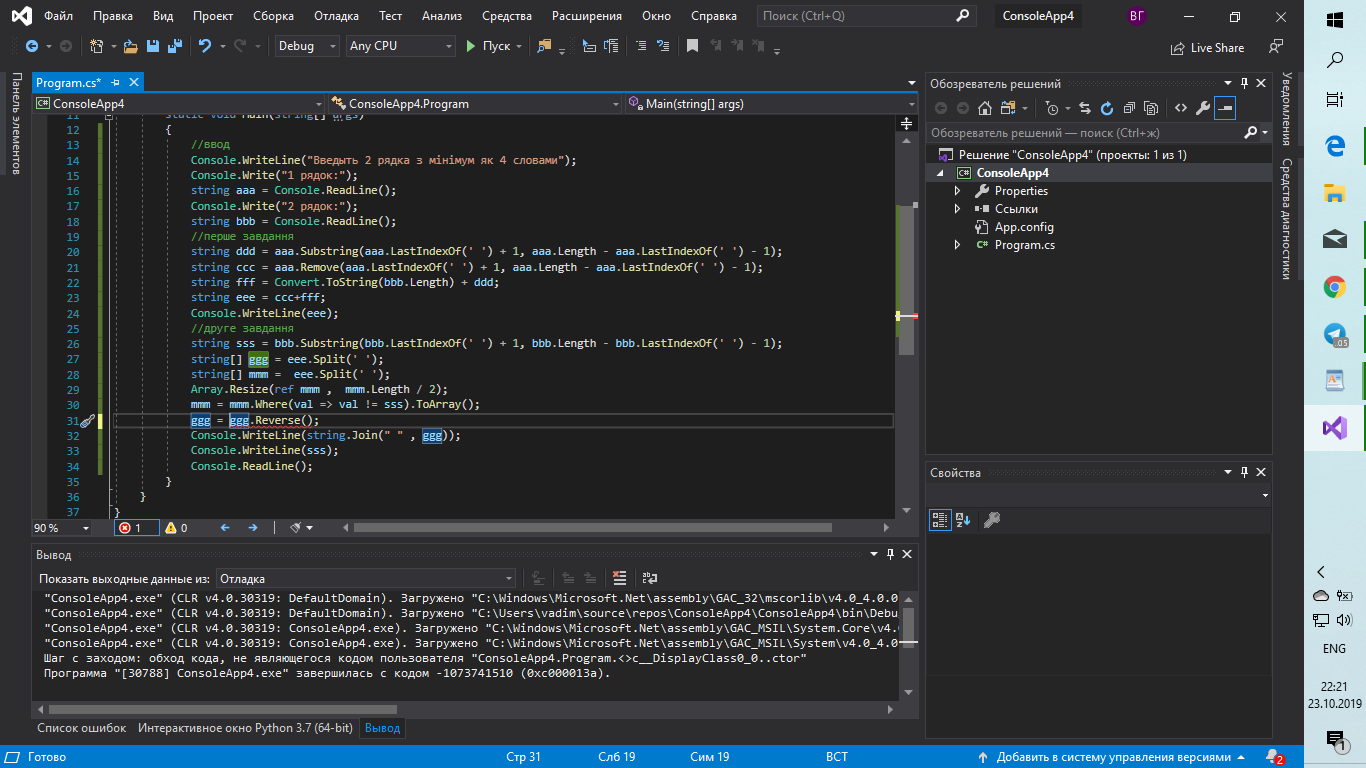 Файл Правка Вид Проект Сборка Отладка Тест Анализ Средства Расширения Окно Справка Поиск (Ctrl+Q) ConsoleApp4 ВГ
Debug Any CPU Пуск Live Share
Панель элементов
Program.cs*
ConsoleApp4 ConsoleApp4.Program Main(string[] args)
11 static void Main(string[] args)
12 {
13 //ввод
14 Console.WriteLine("Введыть 2 рядка з мінімум як 4 словами");
15 Console.Write("1 рядок:");
16 string aaa = Console.ReadLine();
17 Console.Write("2 рядок:");
18 string bbb = Console.ReadLine();
19 //перше завдання
20 string ddd = aaa.Substring(aaa.LastIndexOf(' ') + 1, aaa.Length - aaa.LastIndexOf(' ') - 1);
21 string ccc = aaa.Remove(aaa.LastIndexOf(' ') + 1, aaa.Length - aaa.LastIndexOf(' ') - 1);
22 string fff = Convert.ToString(bbb.Length) + ddd;
23 string eee = ccc+fff;
24 Console.WriteLine(eee);
25 //друге завдання
26 string sss = bbb.Substring(bbb.LastIndexOf(' ') + 1, bbb.Length - bbb.LastIndexOf(' ') - 1);
27 string[] ggg = eee.Split(' ');
28 string[] mmm = eee.Split(' ');
29 Array.Resize(ref mmm , mmm.Length / 2);
30 mmm = mmm.Where(val => val != sss).ToArray();
31 ggg = ggg.Reverse();
32 Console.WriteLine(string.Join(" " , ggg));
33 Console.WriteLine(sss);
34 Console.ReadLine();
35 }
36 }
37 }
90 % 1 0
Вывод
Показать выходные данные из: Отладка
"ConsoleApp4.exe" (CLR v4.0.30319: DefaultDomain). Загружено "C:\Windows\Microsoft.Net\assembly\GAC_32\mscorlib\v4.0_4.0.0
"ConsoleApp4.exe" (CLR v4.0.30319: DefaultDomain). Загружено "C:\Users\vadim\source\repos\ConsoleApp4\ConsoleApp4\bin\Debu
"ConsoleApp4.exe" (CLR v4.0.30319: ConsoleApp4.exe). Загружено "C:\Windows\Microsoft.Net\assembly\GAC_MSIL\System.Core\v4.
"ConsoleApp4.exe" (CLR v4.0.30319: ConsoleApp4.exe). Загружено "C:\Windows\Microsoft.Net\assembly\GAC_MSIL\System\v4.0_4.0
Шаг с заходом: обход кода, не являющегося кодом пользователя "ConsoleApp4.Program.<>c__DisplayClass0_0..ctor"
Программа "[30788] ConsoleApp4.exe" завершилась с кодом -1073741510 (0xc000013a).
Список ошибок Интерактивное окно Python 3.7 (64-bit) Вывод
Обозреватель решений
Обозреватель решений — поиск (Ctrl+ж)
Решение "ConsoleApp4" (проекты: 1 из 1)
ConsoleApp4
Properties
Ссылки
App.config
Program.cs
Свойства
Уведомления
Средства диагностики
Готово Стр 31 Слб 19 Сим 19 ВСТ Добавить в систему управления версиями 2
.05
ENG
22:21
23.10.2019
1